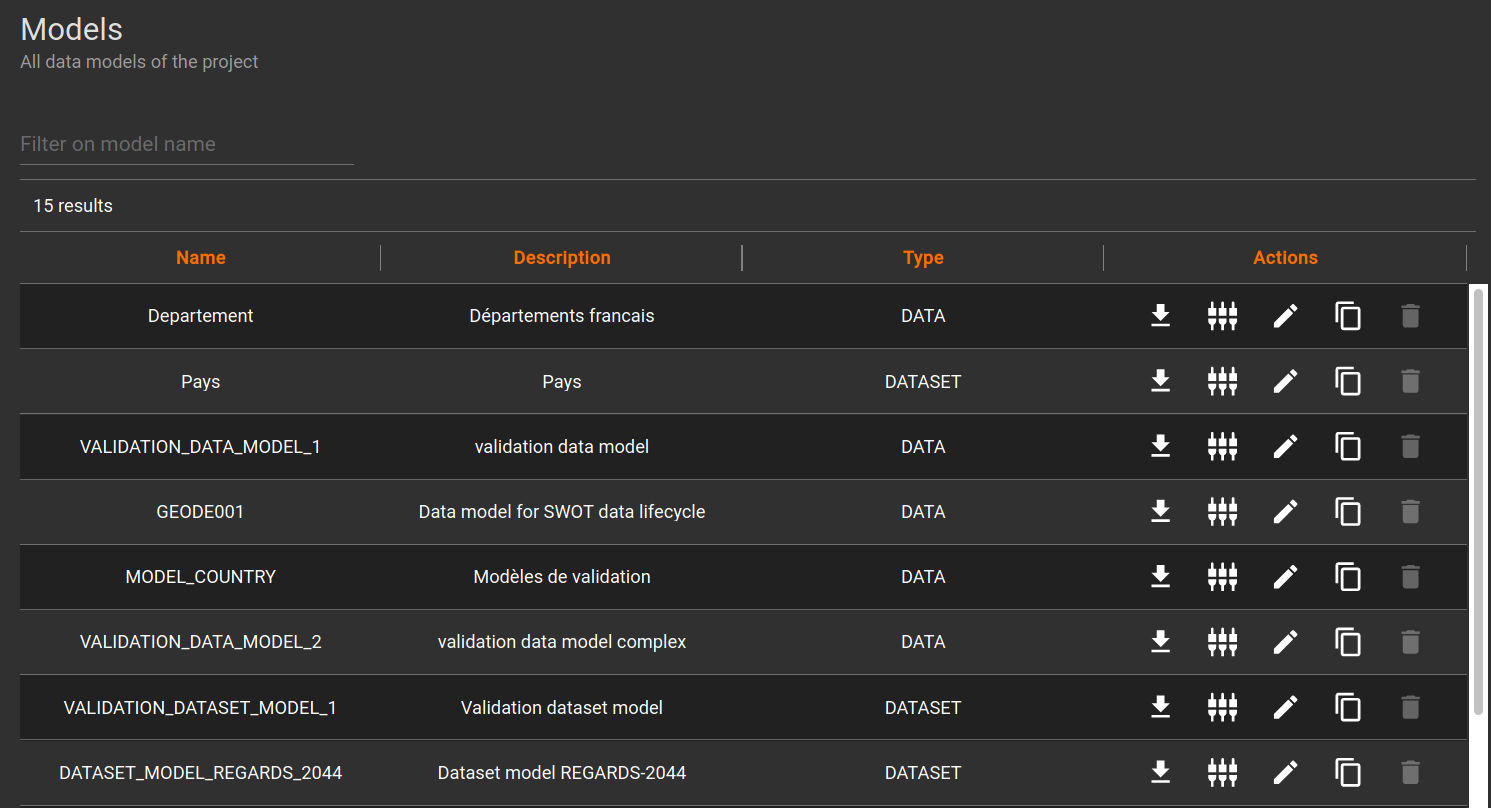 Models
All data models of the project
Filter on model name
15 results
Name Description Type Actions
Departement Départements francais DATA
Pays Pays DATASET
VALIDATION_DATA_MODEL_1 validation data model DATA
GEODE001 Data model for SWOT data lifecycle DATA
MODEL_COUNTRY Modèles de validation DATA
VALIDATION_DATA_MODEL_2 validation data model complex DATA
VALIDATION_DATASET_MODEL_1 Validation dataset model DATASET
DATASET_MODEL_REGARDS_2044 Dataset model REGARDS-2044 DATASET